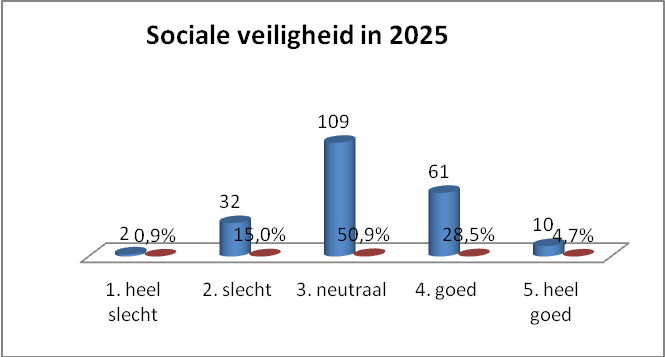 Sociale veiligheid in 2025
109
61
32
10
2 0,9%
15,0%
50,9%
28,5%
4,7%
1. heel
slecht
2. slecht
3. neutraal
4. goed
5. heel
goed